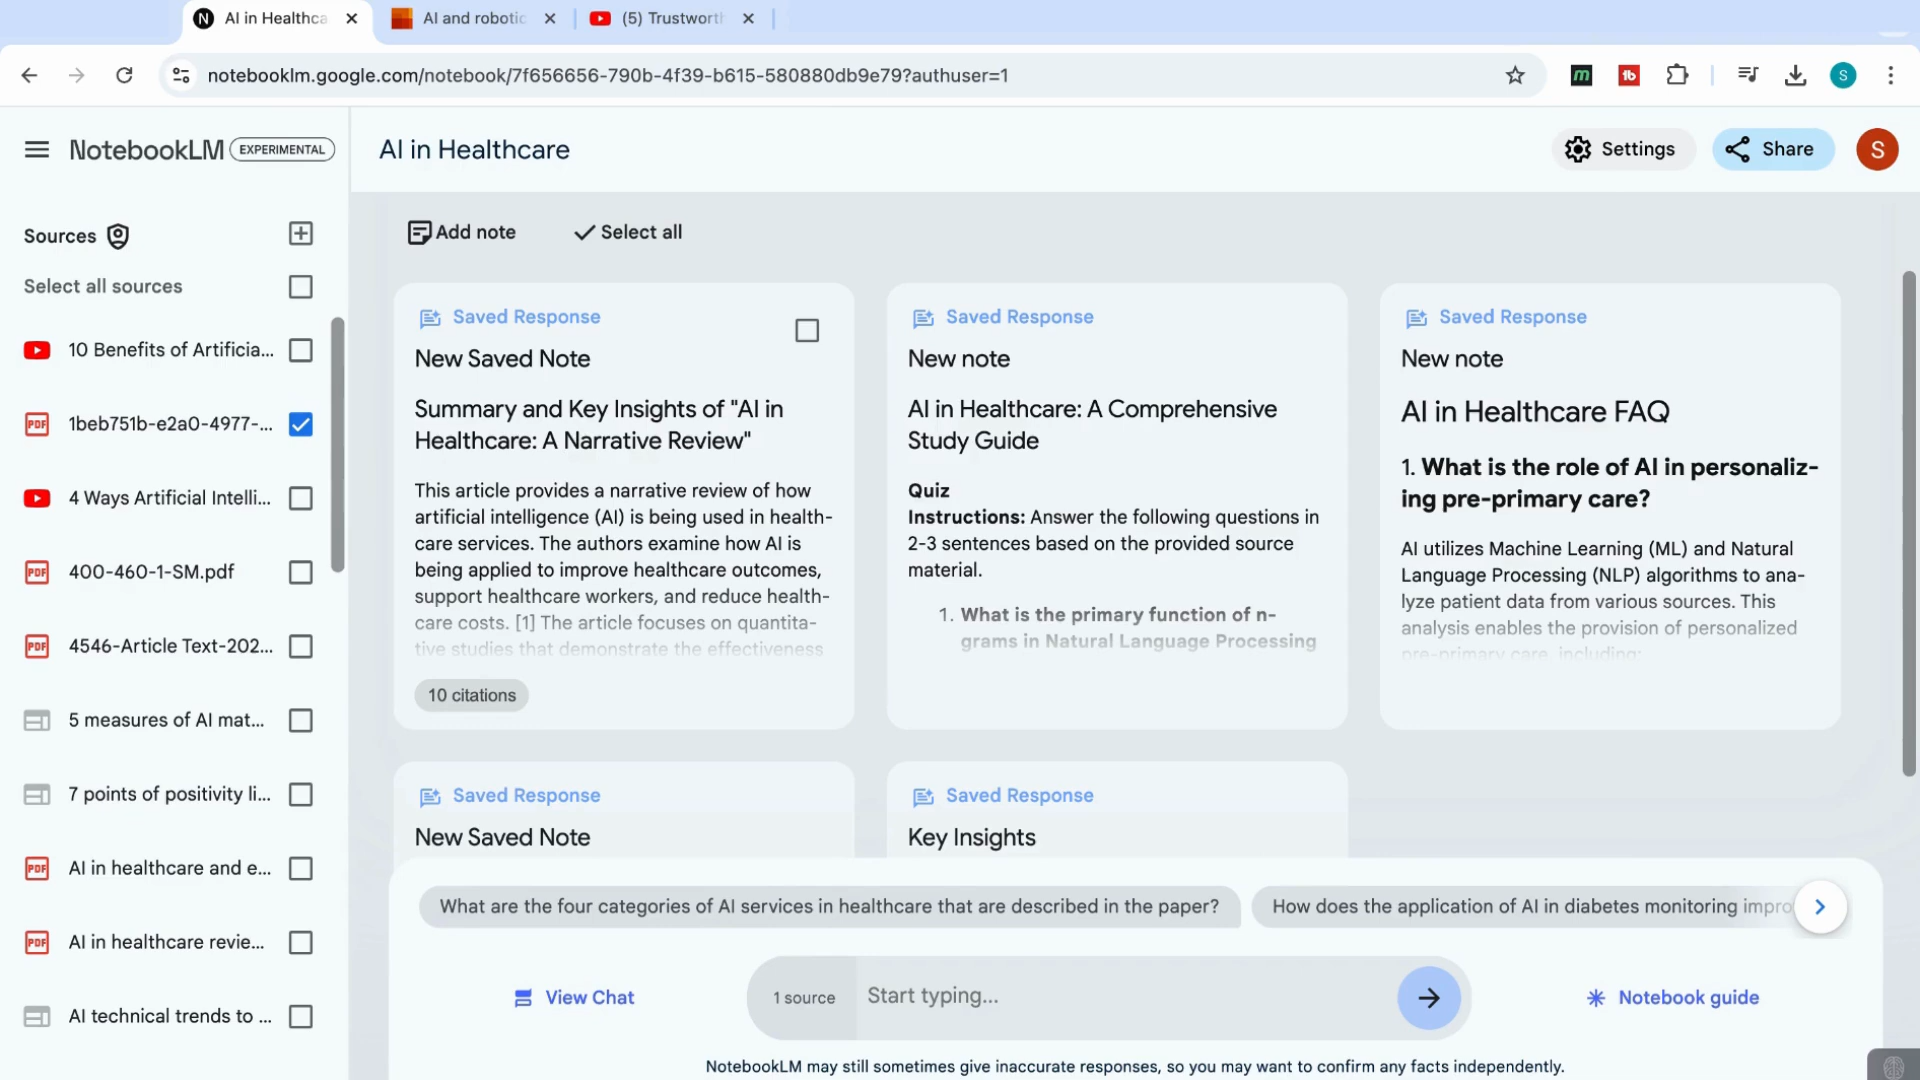 AI in Healthca
AI and robotic
(5) Trustwort
notebooklm.google.com/notebook/7f656656-790b-4f39-b615-580880db9e79?authuser=1
S
NotebookLM EXPERIMENTAL
AI in Healthcare
Settings
Share
S
Sources
Select all sources
10 Benefits of Artificia...
1beb751b-e2a0-4977-...
4 Ways Artificial Intelli...
400-460-1-SM.pdf
4546-Article Text-202...
5 measures of AI mat...
7 points of positivity li...
AI in healthcare and e...
AI in healthcare revie...
AI technical trends to ...
Add note
Select all
Saved Response
New Saved Note
Summary and Key Insights of "AI in
Healthcare: A Narrative Review"
This article provides a narrative review of how
artificial intelligence (AI) is being used in health-
care services. The authors examine how AI is
being applied to improve healthcare outcomes,
support healthcare workers, and reduce health-
care costs. [1] The article focuses on quantita-
tive studies that demonstrate the effectiveness
10 citations
Saved Response
New note
AI in Healthcare: A Comprehensive
Study Guide
Quiz
Instructions: Answer the following questions in
2-3 sentences based on the provided source
material.
1. What is the primary function of n-
grams in Natural Language Processing
Saved Response
New note
AI in Healthcare FAQ
1. What is the role of AI in personaliz-
ing pre-primary care?
AI utilizes Machine Learning (ML) and Natural
Language Processing (NLP) algorithms to ana-
lyze patient data from various sources. This
analysis enables the provision of personalized
pre-primary care, including:
Saved Response
New Saved Note
Saved Response
Key Insights
What are the four categories of AI services in healthcare that are described in the paper?
How does the application of AI in diabetes monitoring impro
View Chat
1 source
Start typing...
Notebook guide
NotebookLM may still sometimes give inaccurate responses, so you may want to confirm any facts independently.